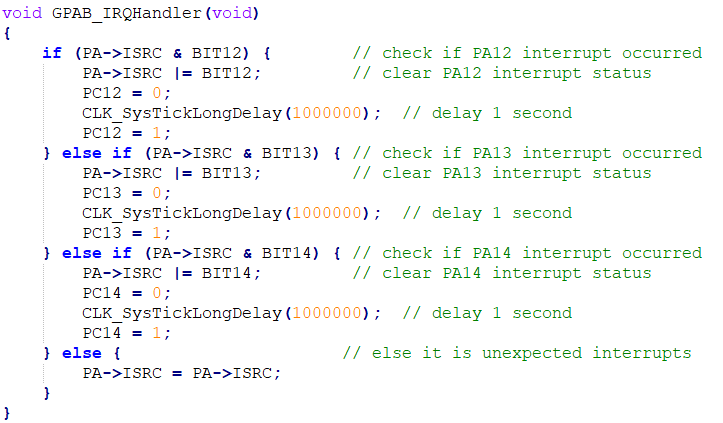 void GPAB_IRQHandler(void)
{
    if (PA->ISRC & BIT12) {        // check if PA12 interrupt occurred
        PA->ISRC |= BIT12;         // clear PA12 interrupt status
        PC12 = 0;
        CLK_SysTickLongDelay(1000000);  // delay 1 second
        PC12 = 1;
    } else if (PA->ISRC & BIT13) { // check if PA13 interrupt occurred
        PA->ISRC |= BIT13;         // clear PA13 interrupt status
        PC13 = 0;
        CLK_SysTickLongDelay(1000000);  // delay 1 second
        PC13 = 1;
    } else if (PA->ISRC & BIT14) { // check if PA14 interrupt occurred
        PA->ISRC |= BIT14;         // clear PA14 interrupt status
        PC14 = 0;
        CLK_SysTickLongDelay(1000000);  // delay 1 second
        PC14 = 1;
    } else {                      // else it is unexpected interrupts
        PA->ISRC = PA->ISRC;
    }
}